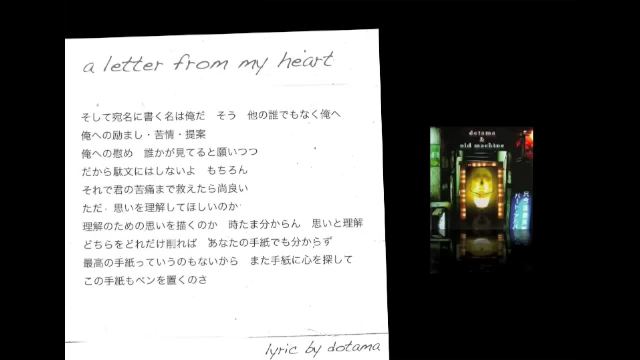 a letter from my heart
そして宛名に書く名は俺だ　そう　他の誰でもなく俺へ
俺への励まし・苦情・提案
俺への慰め　誰かが見てると願いつつ
だから駄文にはしないよ　もちろん
それで君の苦痛まで救えたら尚良い
ただ、思いを理解してほしいのか
理解のための思いを描くのか　時たま分からん　思いと理解
どちらをどれだけ削れば　あなたの手紙でも分からず
最高の手紙っていうのもないから　また手紙に心を探して
この手紙もペンを置くのさ
lyric by dotama
dotama
&
old machine